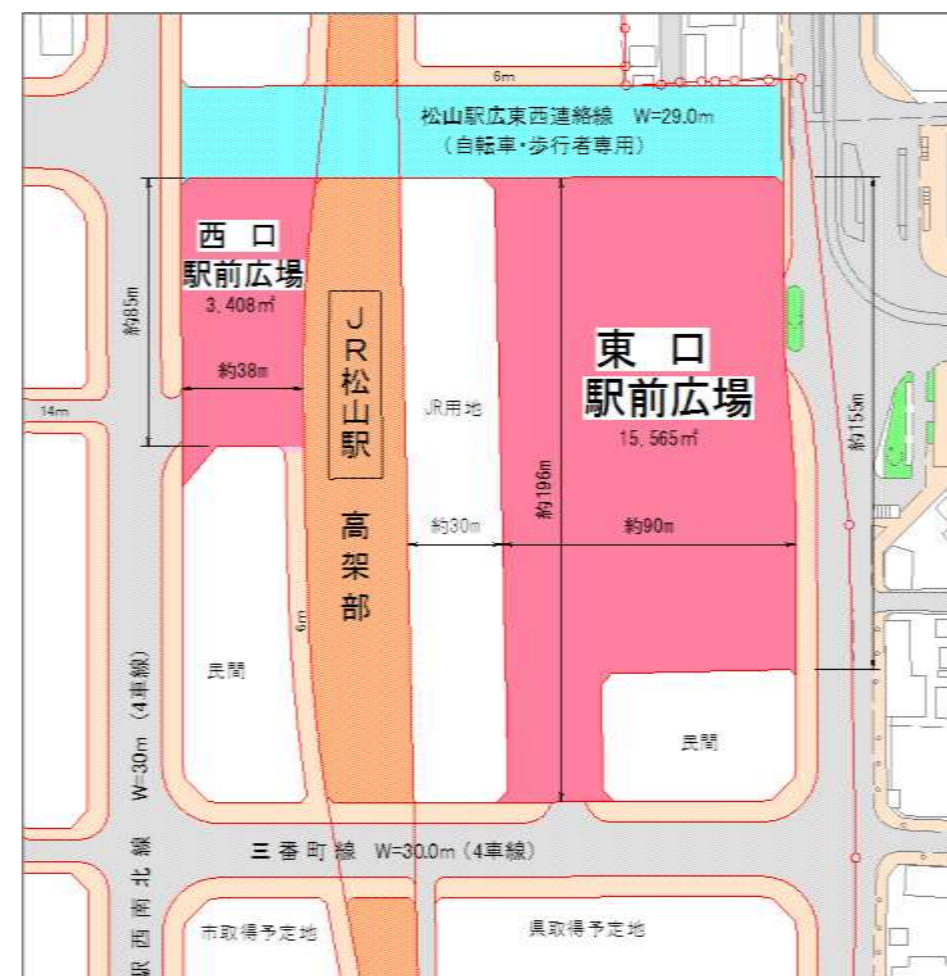 6m
松山駅広東西連絡線 W=29.0m
(自転車・歩行者専用)
西 口
駅前広場
3,408㎡
約85m
約38m
14m
JR松山駅
高架部
JR用地
約30m
東 口
駅前広場
15,565㎡
約196m
約90m
約155m
6m
民間
民間
W=30m (4車線)
駅西南北線
三番町線 W=30.0m (4車線)
市取得予定地
県取得予定地